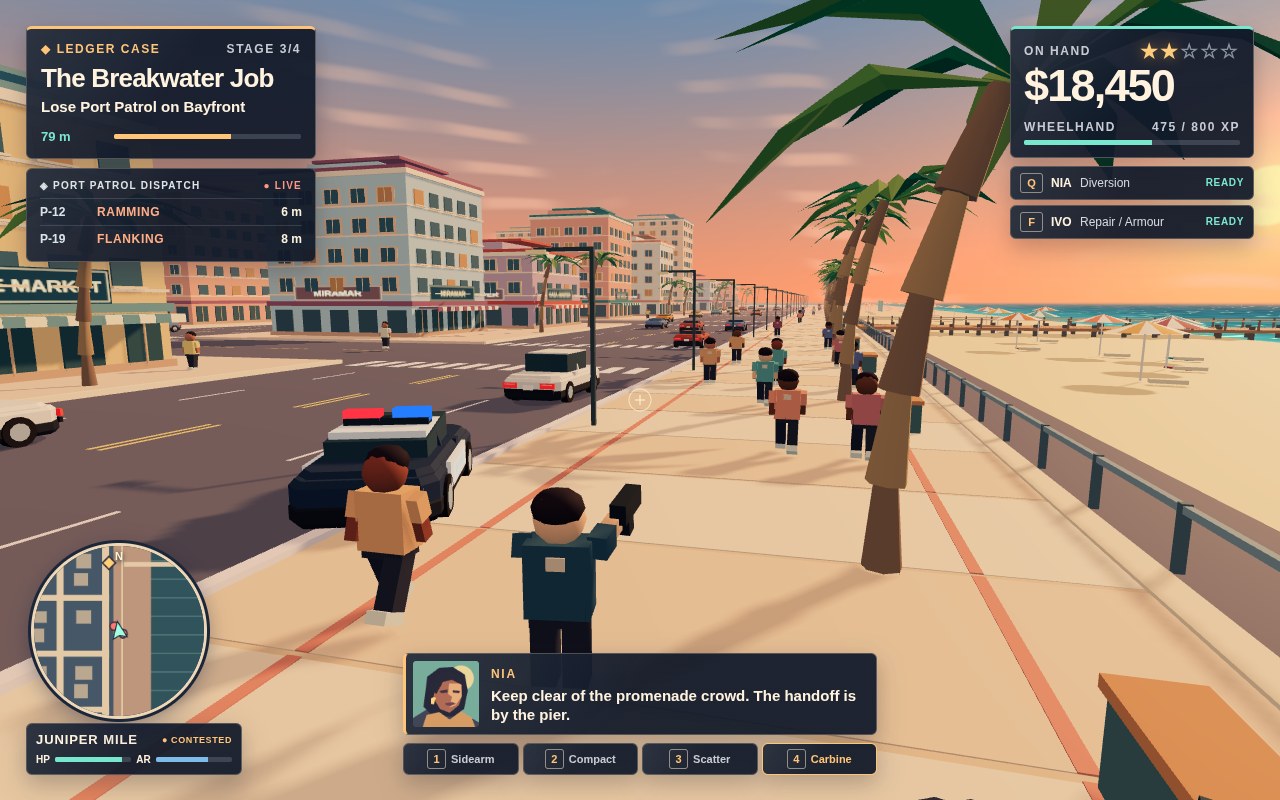 ◆ LEDGER CASE STAGE 3/4
The Breakwater Job
Lose Port Patrol on Bayfront
79 m
◆ PORT PATROL DISPATCH ● LIVE
P-12 RAMMING 6 m
P-19 FLANKING 8 m
ON HAND ★★☆☆☆
$18,450
WHEELHAND 475 / 800 XP
Q NIA Diversion READY
F IVO Repair / Armour READY
MARKET
MIRAMAR
MIRAMAR
N
JUNIPER MILE ● CONTESTED
HP AR
NIA
Keep clear of the promenade crowd. The handoff is
by the pier.
1 Sidearm
2 Compact
3 Scatter
4 Carbine